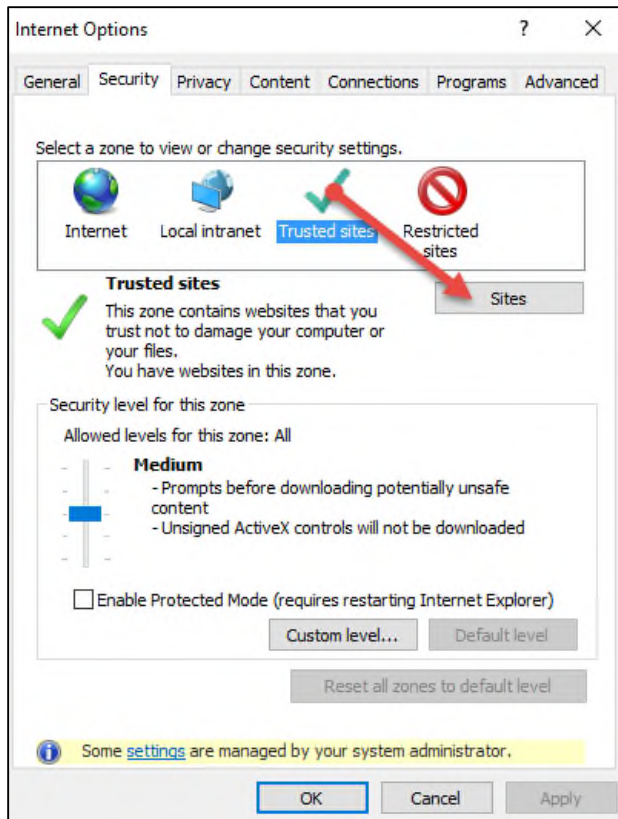 Internet Options ? X
General Security Privacy Content Connections Programs Advanced
Select a zone to view or change security settings.
Internet Local intranet Trusted sites Restricted
sites
Trusted sites
Sites
This zone contains websites that you
trust not to damage your computer or
your files.
You have websites in this zone.
Security level for this zone
Allowed levels for this zone: All
Medium
- Prompts before downloading potentially unsafe
content
- Unsigned ActiveX controls will not be downloaded
Enable Protected Mode (requires restarting Internet Explorer)
Custom level... Default level
Reset all zones to default level
Some settings are managed by your system administrator.
OK Cancel Apply